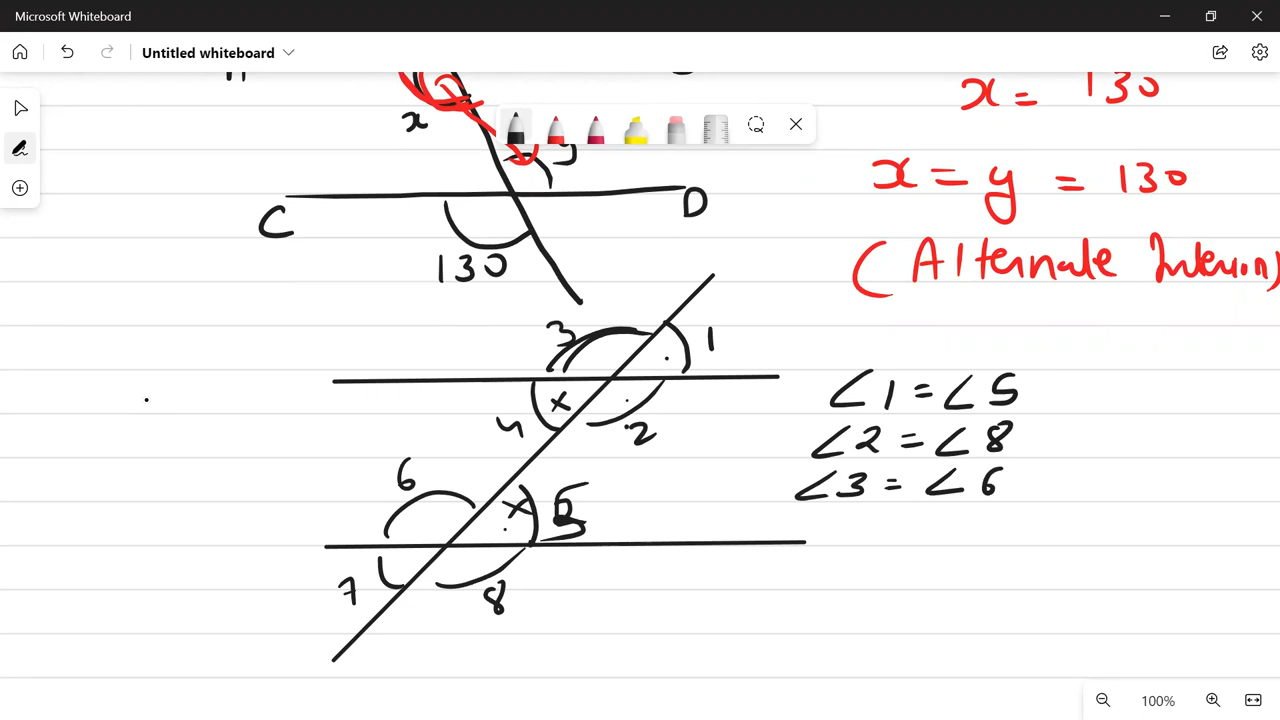 Microsoft Whiteboard
Untitled whiteboard
x
y
C
D
130
x = 130
x = y = 130
(Alternate Interior)
3
1
4
2
6
5
7
8
∠1 = ∠5
∠2 = ∠8
∠3 = ∠6
100%